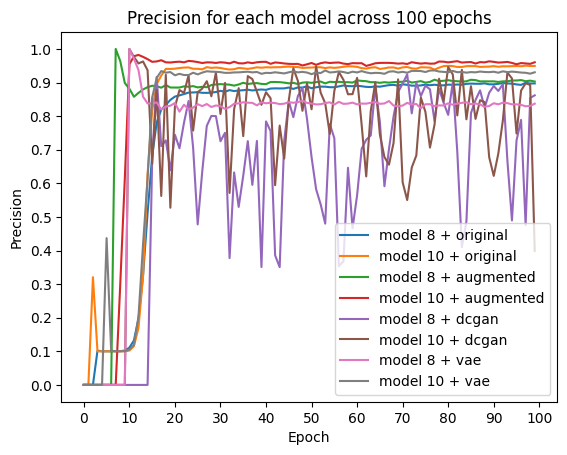 Precision for each model across 100 epochs
Precision
1.0
0.9
0.8
0.7
0.6
0.5
0.4
0.3
0.2
0.1
0.0
model 8 + original
model 10 + original
model 8 + augmented
model 10 + augmented
model 8 + dcgan
model 10 + dcgan
model 8 + vae
model 10 + vae
0 10 20 30 40 50 60 70 80 90 100
Epoch